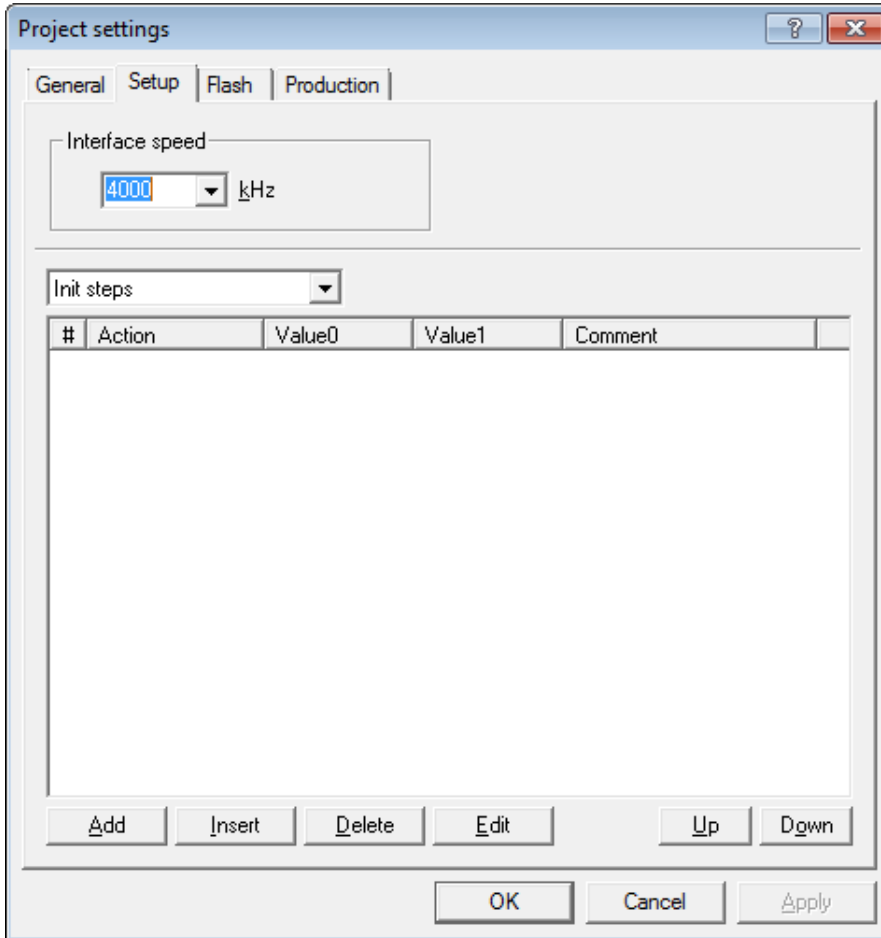 Project settings
General Setup Flash Production
Interface speed
4000 kHz
Init steps
# Action Value0 Value1 Comment
Add Insert Delete Edit Up Down
OK Cancel Apply